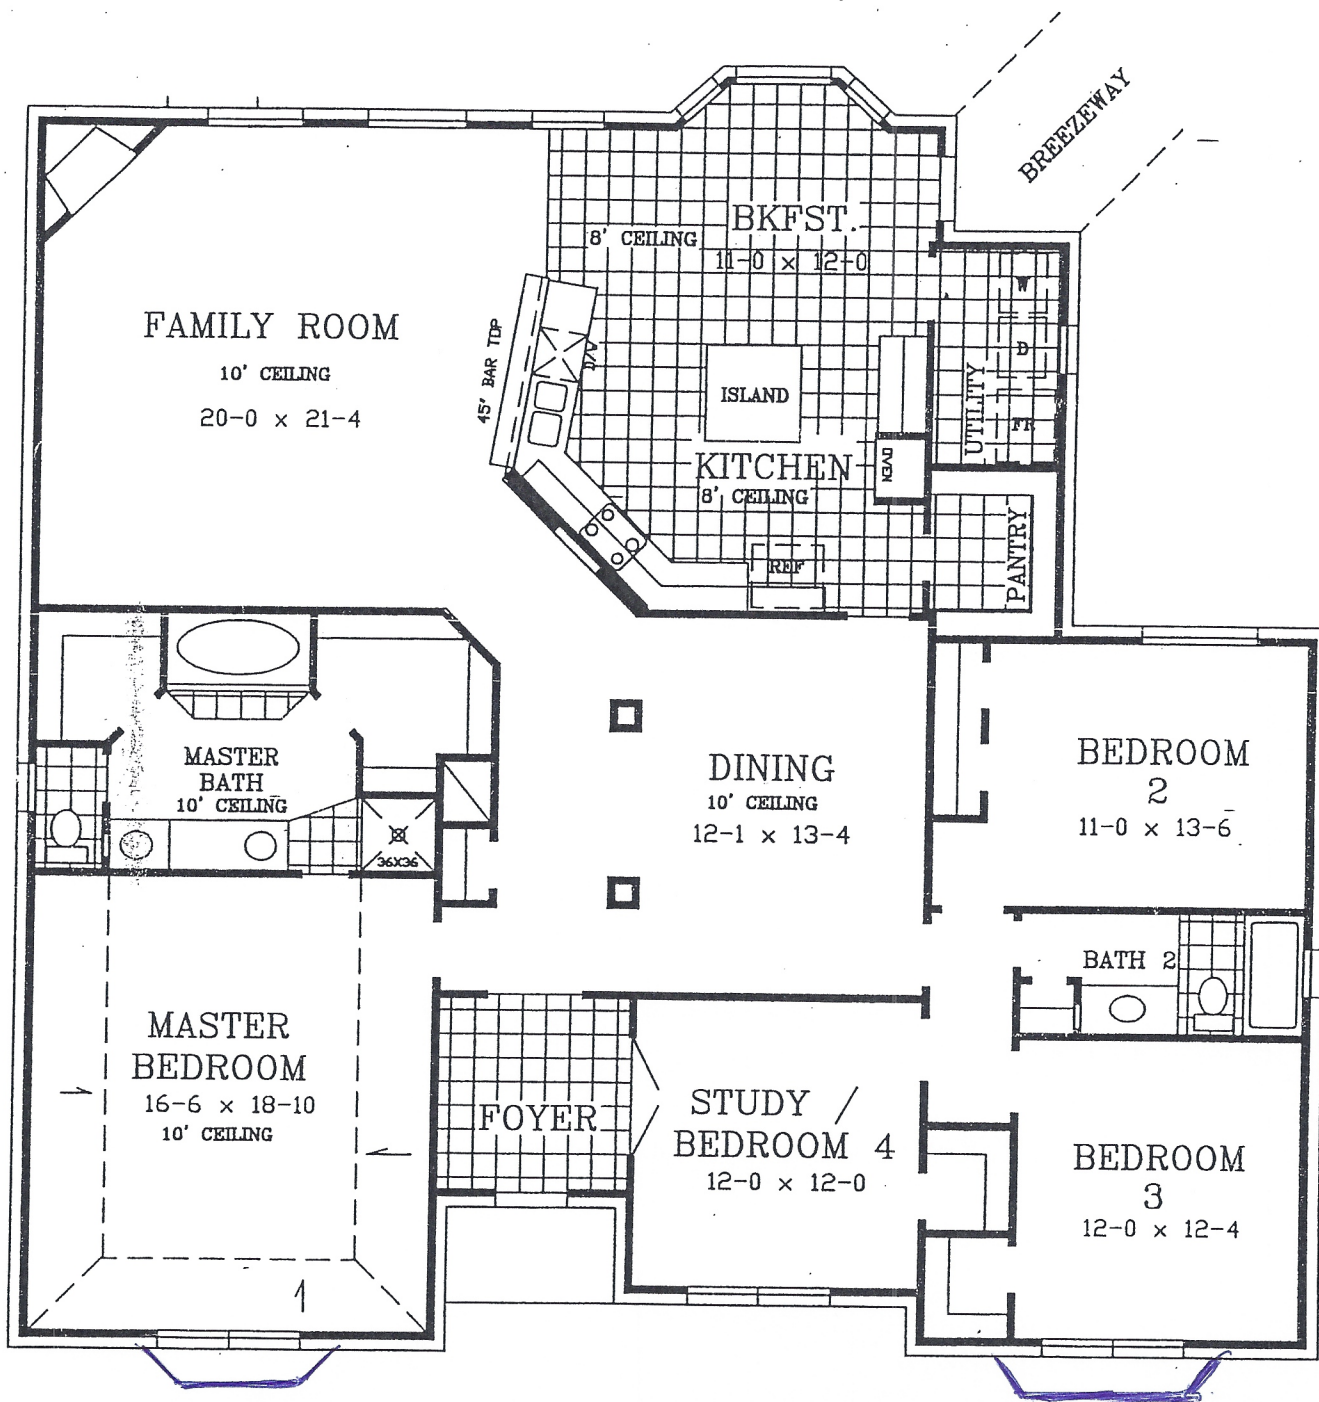 BREEZEWAY
BKFST.
8' CEILING
11-0 x 12-0
FAMILY ROOM
10' CEILING
20-0 x 21-4
45" BAR TOP
D/W
ISLAND
W
D
UTILITY
FR
OVEN
KITCHEN
8' CEILING
REF
PANTRY
MASTER
BATH
10' CEILING
36X36
DINING
10' CEILING
12-1 x 13-4
BEDROOM
2
11-0 x 13-6
BATH 2
MASTER
BEDROOM
16-6 x 18-10
10' CEILING
FOYER
STUDY /
BEDROOM 4
12-0 x 12-0
BEDROOM
3
12-0 x 12-4